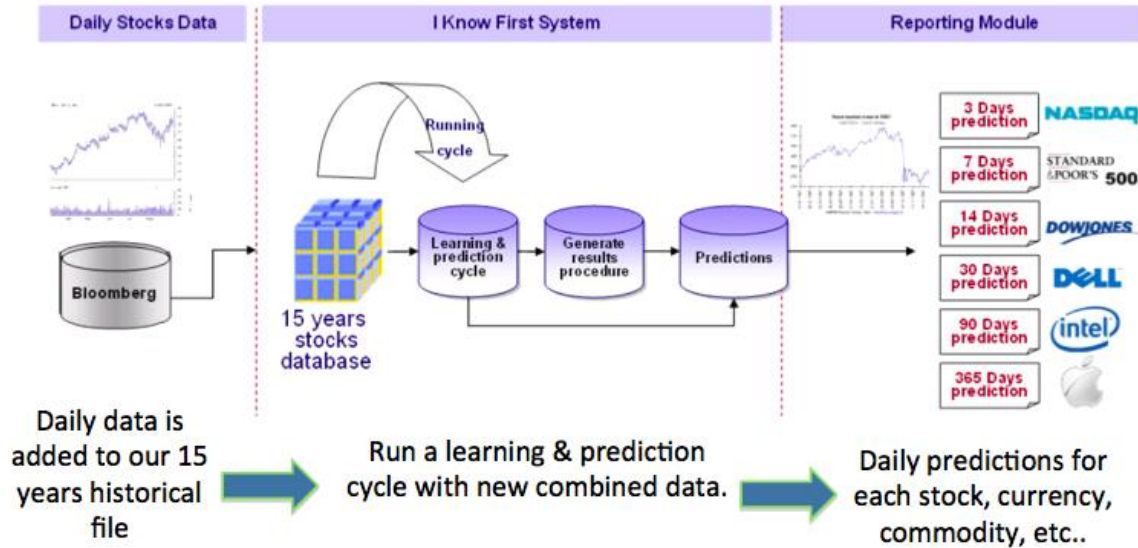 Daily Stocks Data
I Know First System
Reporting Module
Running
cycle
Bloomberg
15 years
stocks
database
Learning &
prediction
cycle
Generate
results
procedure
Predictions
3 Days
prediction
NASDAQ
7 Days
prediction
STANDARD
&POOR'S
500
14 Days
prediction
DOWJONES
30 Days
prediction
DELL
90 Days
prediction
intel
365 Days
prediction
Daily data is
added to our 15
years historical
file
Run a learning & prediction
cycle with new combined data.
Daily predictions for
each stock, currency,
commodity, etc..